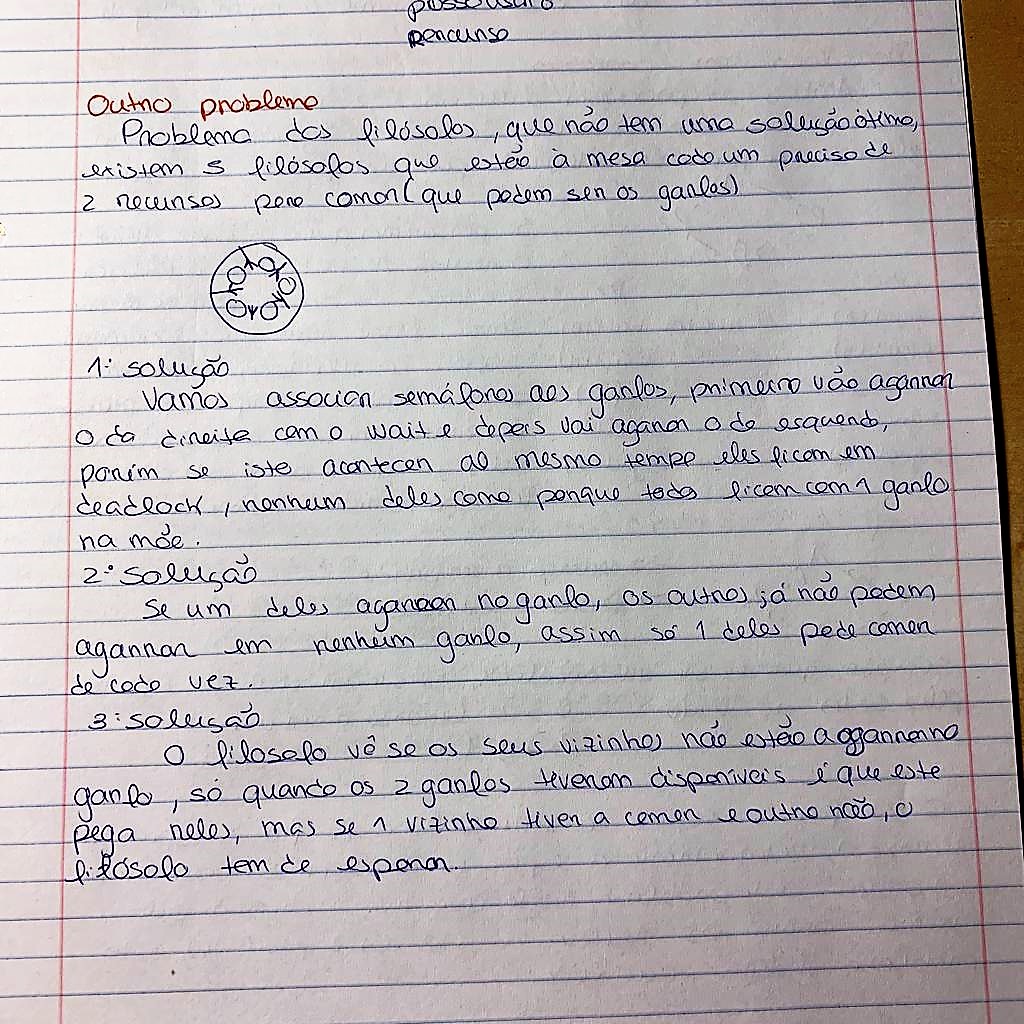 posso usar o
percurso
Outro problema
Problema dos filósofos, que não tem uma solução ótima,
existem 5 filósofos que estão à mesa cada um precisa de
2 recursos para comer (que podem ser os garfos)
1ª solução
Vamos associar semáforos aos garfos, primeiro vão agarrar
o da direita com o wait e depois vai agarar o da esquerda,
porém se isto acontecer ao mesmo tempo eles ficam em
deadlock, nenhum deles come porque todos ficam com 1 garfo
na mão.
2ª solução
Se um deles agarrar no garfo, os outros já não podem
agarrar em nenhum garfo, assim só 1 deles pode comer
de cada vez.
3ª solução
O filosofo vê se os seus vizinhos não estão a aggarrar no
garfo, só quando os 2 garfos tiverem disponíveis é que este
pega neles, mas se 1 vizinho tiver a comer e outro não, o
filósofo tem de esperar.